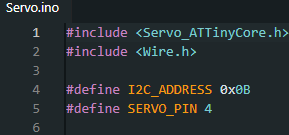 Servo.ino
1 #include <Servo_ATTinyCore.h>
2 #include <Wire.h>
3
4 #define I2C_ADDRESS 0x0B
5 #define SERVO_PIN 4
6